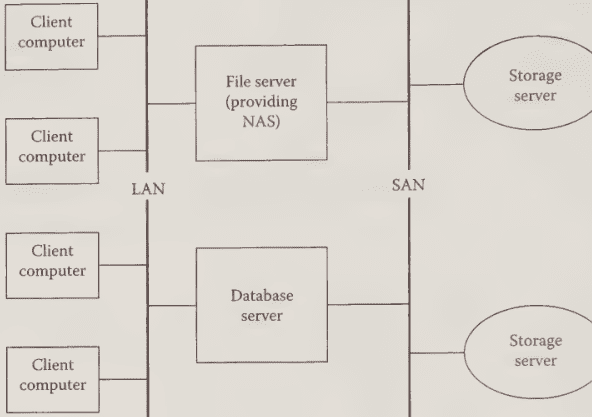 Client
computer
File server
(providing
NAS)
Storage
server
Client
computer
LAN
SAN
Client
computer
Database
server
Storage
server
Client
computer